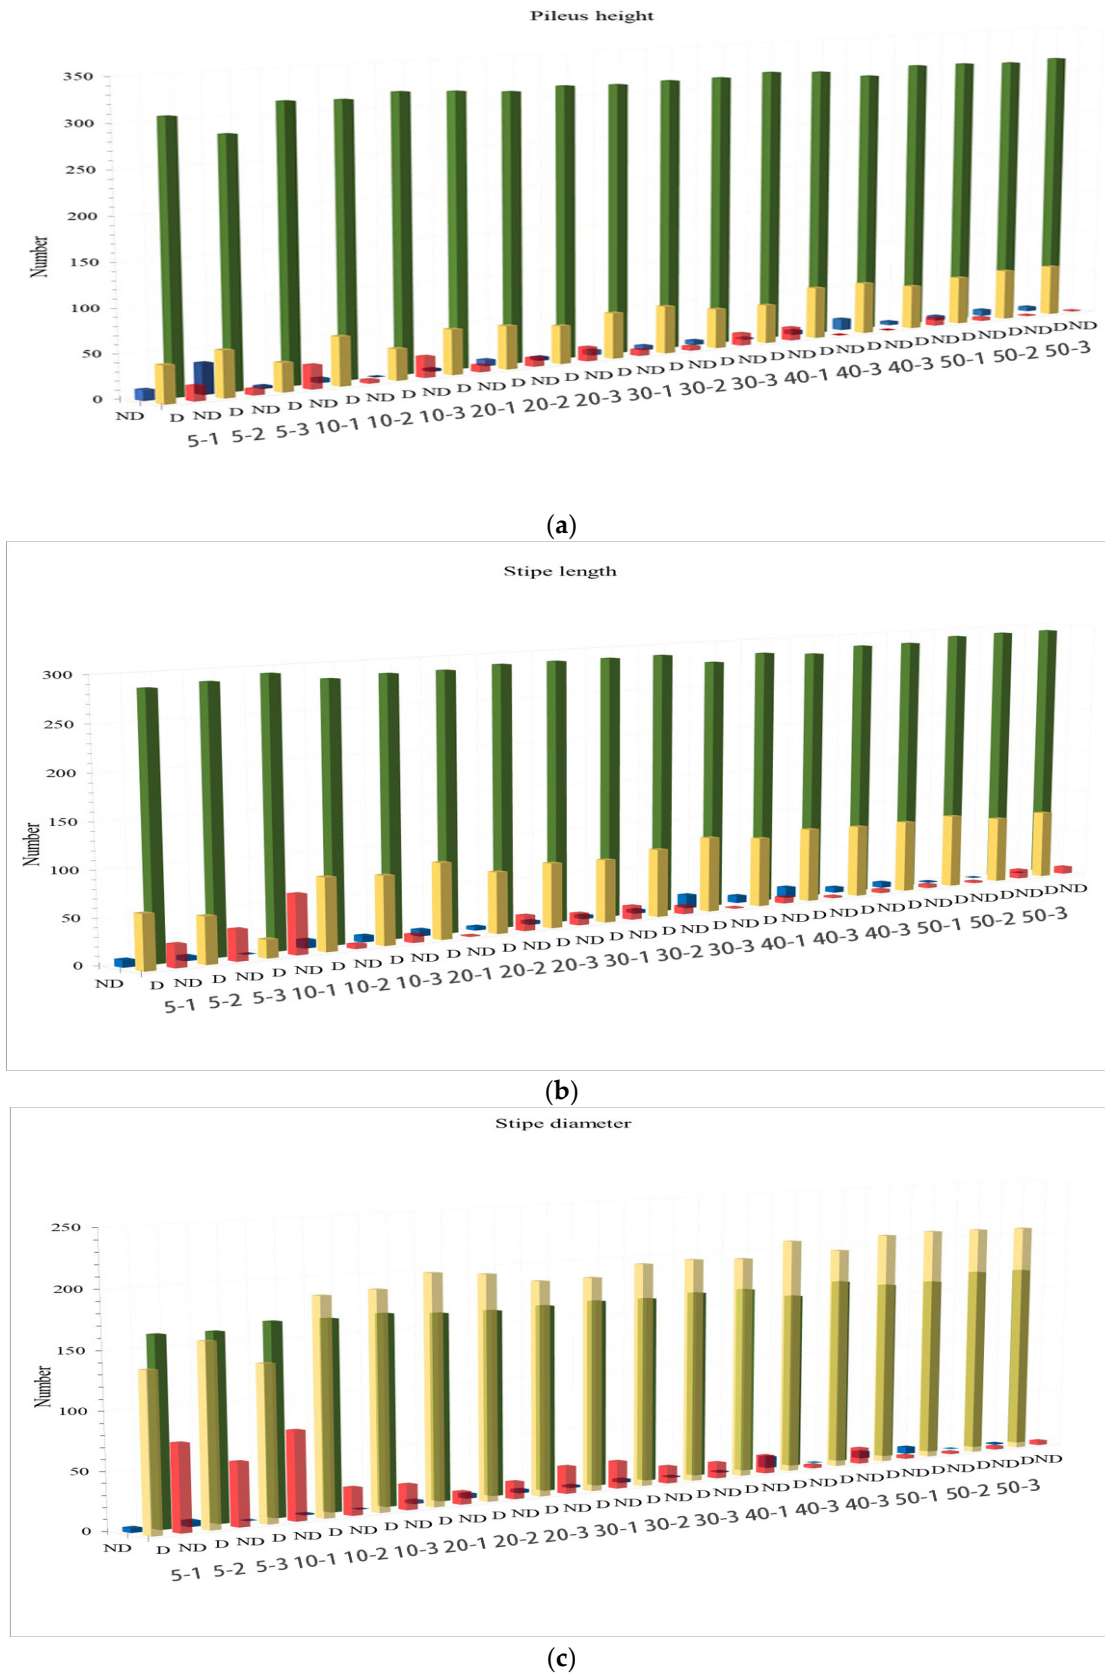 Pileus height
350
300
250
200
150
100
50
0
Number
ND D ND D ND D ND D ND D ND D ND D ND D ND D ND D ND D ND D ND D ND D ND D ND D ND D ND
5-1 5-2 5-3 10-1 10-2 10-3 20-1 20-2 20-3 30-1 30-2 30-3 40-1 40-3 40-3 50-1 50-2 50-3
(a)
Stipe length
300
250
200
150
100
50
0
Number
ND D ND D ND D ND D ND D ND D ND D ND D ND D ND D ND D ND D ND D ND D ND D ND D ND D ND
5-1 5-2 5-3 10-1 10-2 10-3 20-1 20-2 20-3 30-1 30-2 30-3 40-1 40-3 40-3 50-1 50-2 50-3
(b)
Stipe diameter
250
200
150
100
50
0
Number
ND D ND D ND D ND D ND D ND D ND D ND D ND D ND D ND D ND D ND D ND D ND D ND D ND D ND
5-1 5-2 5-3 10-1 10-2 10-3 20-1 20-2 20-3 30-1 30-2 30-3 40-1 40-3 40-3 50-1 50-2 50-3
(c)